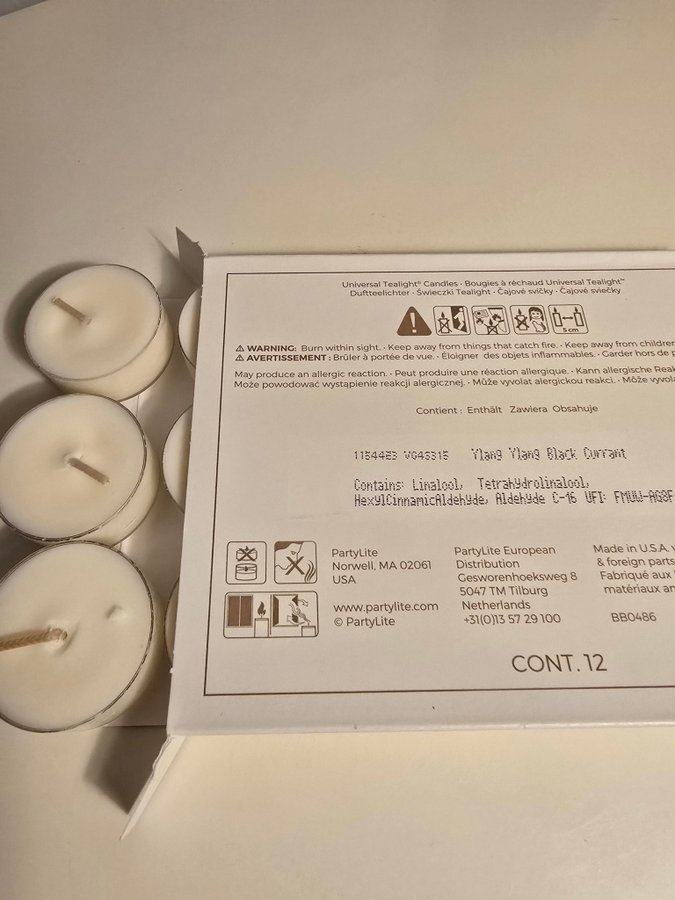 Universal Tealight® Candles · Bougies à réchaud Universal Tealight™
Duftteelichter · Świeczki Tealight · Čajové svíčky · Čajové sviečky
5 cm
WARNING: Burn within sight. · Keep away from things that catch fire. · Keep away from children
AVERTISSEMENT : Brûler à portée de vue. · Éloigner des objets inflammables. · Garder hors de
May produce an allergic reaction. · Peut produire une réaction allergique. · Kann allergische
Może powodować wystąpienie reakcji alergicznej. · Může vyvolat alergickou reakci. · Môže
Contient : Enthält Zawiera Obsahuje
1154483 VG43315 Ylang Ylang Black Currant
Contains: Linalool, Tetrahydrolinalool,
HexylCinnamicAldehyde, Aldehyde C-16 UFI:
PartyLite
Norwell, MA 02061
USA
www.partylite.com
© PartyLite
PartyLite European
Distribution
Gesworenhoekseweg 8
5047 TM Tilburg
Netherlands
+31(0)13 57 29 100
Made in U.S.A.
& foreign parts
Fabriqué aux
matériaux
BB0486
CONT. 12